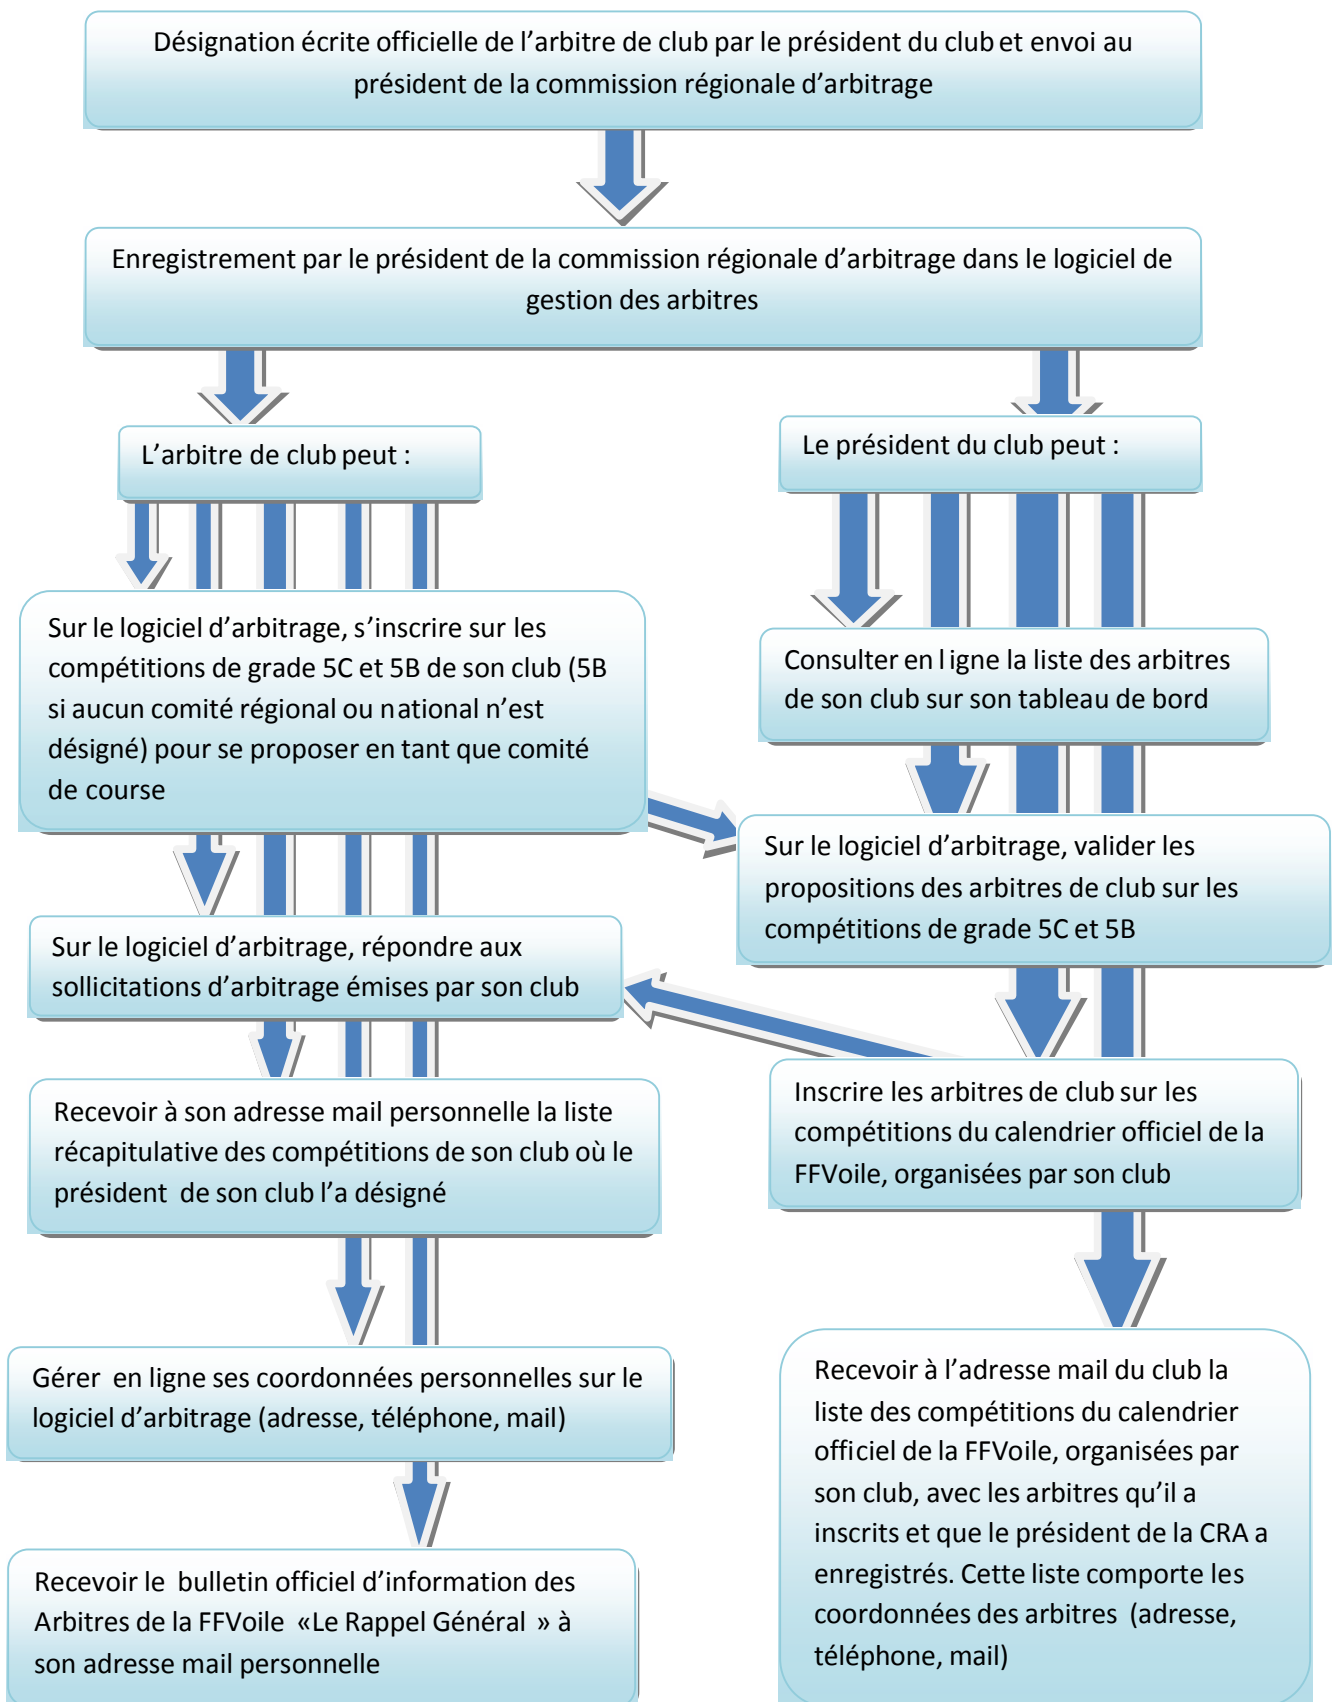 Désignation écrite officielle de l’arbitre de club par le président du club et envoi au
président de la commission régionale d’arbitrage
Enregistrement par le président de la commission régionale d’arbitrage dans le logiciel de
gestion des arbitres
L’arbitre de club peut :
Le président du club peut :
Sur le logiciel d’arbitrage, s’inscrire sur les
compétitions de grade 5C et 5B de son club (5B
si aucun comité régional ou national n’est
désigné) pour se proposer en tant que comité
de course
Consulter en ligne la liste des arbitres
de son club sur son tableau de bord
Sur le logiciel d’arbitrage, valider les
propositions des arbitres de club sur les
compétitions de grade 5C et 5B
Sur le logiciel d’arbitrage, répondre aux
sollicitations d’arbitrage émises par son club
Recevoir à son adresse mail personnelle la liste
récapitulative des compétitions de son club où le
président de son club l’a désigné
Inscrire les arbitres de club sur les
compétitions du calendrier officiel de la
FFVoile, organisées par son club
Gérer en ligne ses coordonnées personnelles sur le
logiciel d’arbitrage (adresse, téléphone, mail)
Recevoir à l’adresse mail du club la
liste des compétitions du calendrier
officiel de la FFVoile, organisées par
son club, avec les arbitres qu’il a
inscrits et que le président de la CRA a
enregistrés. Cette liste comporte les
coordonnées des arbitres (adresse,
téléphone, mail)
Recevoir le bulletin officiel d’information des
Arbitres de la FFVoile «Le Rappel Général » à
son adresse mail personnelle